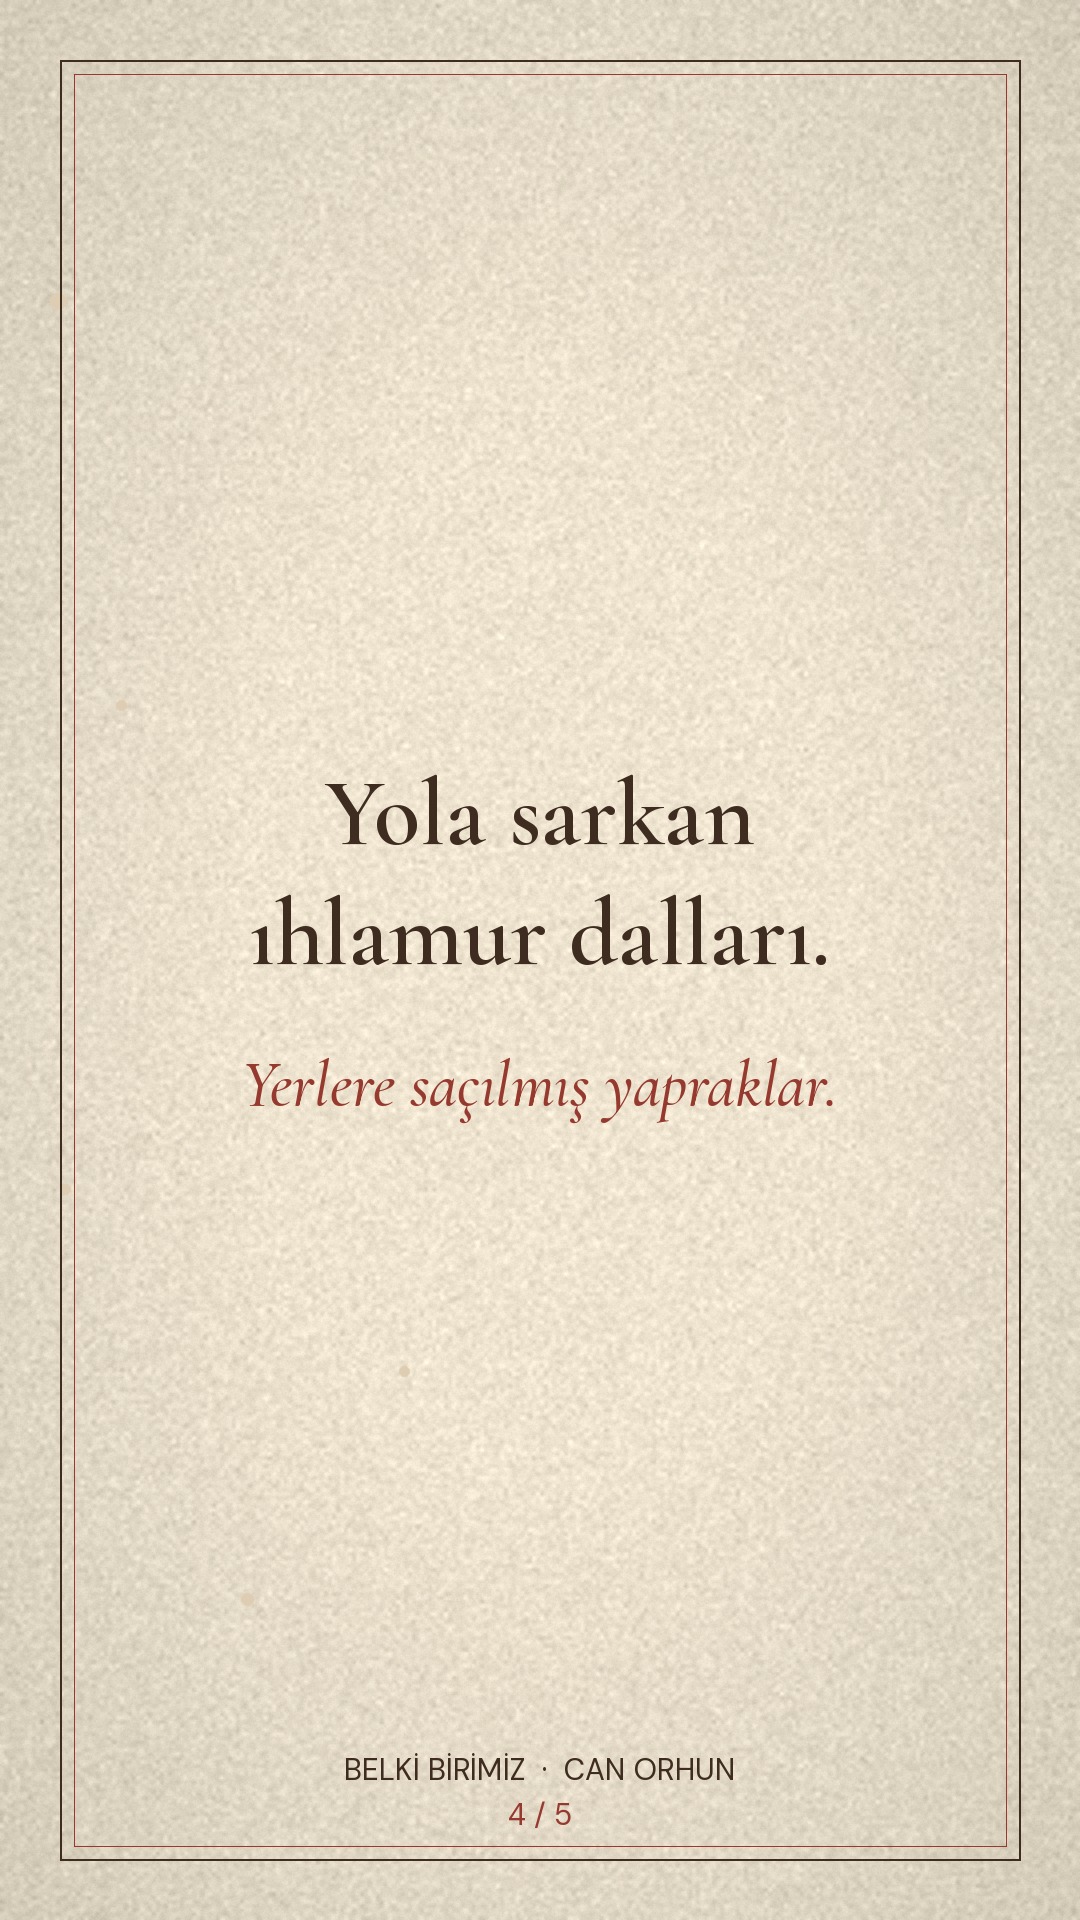 Yola sarkan
ıhlamur dalları.
Yerlere saçılmış yapraklar.
BELKİ BİRİMİZ · CAN ORHUN
4 / 5